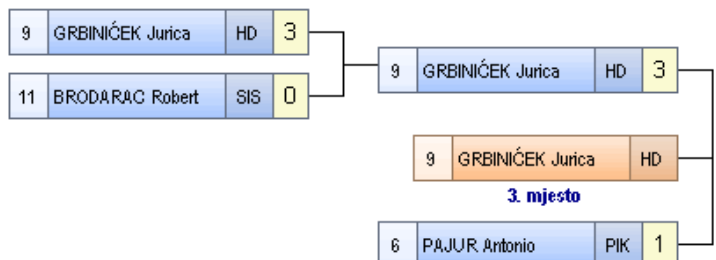 9 GRBINIĆEK Jurica HD 3
11 BRODARAC Robert SIS 0
9 GRBINIĆEK Jurica HD 3
9 GRBINIĆEK Jurica HD
3. mjesto
6 PAJUR Antonio PIK 1